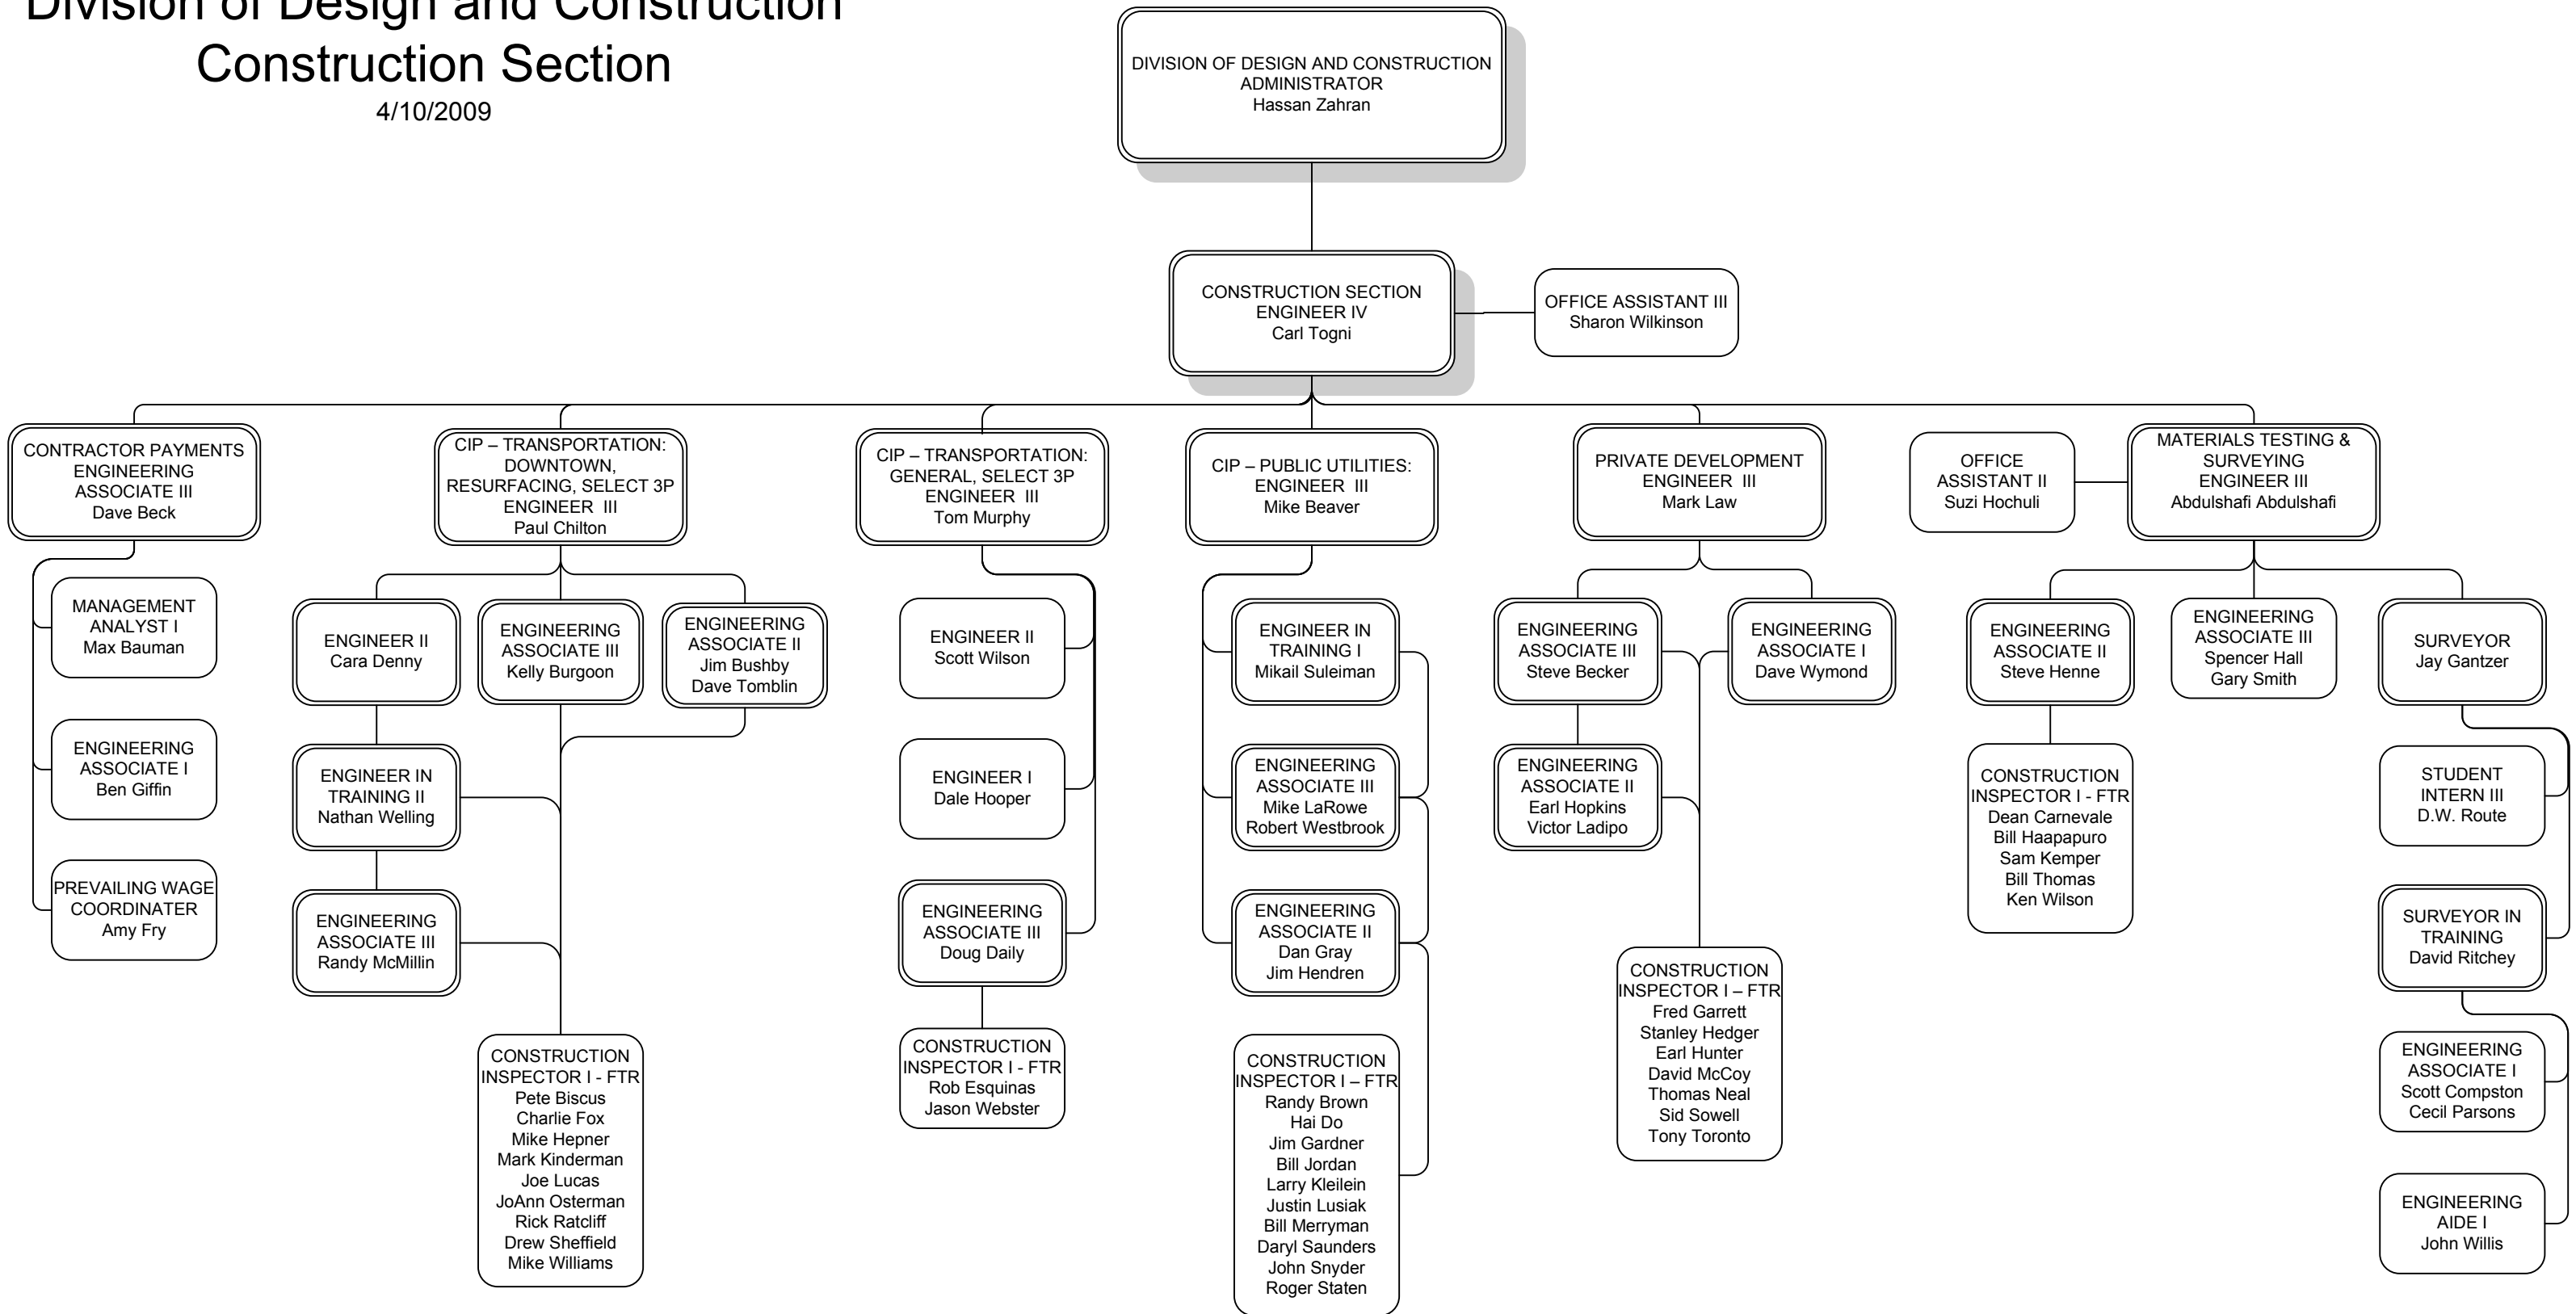 Division of Design and Construction
Construction Section
4/10/2009
DIVISION OF DESIGN AND CONSTRUCTION
ADMINISTRATOR
Hassan Zahran
CONSTRUCTION SECTION
ENGINEER IV
Carl Togni
OFFICE ASSISTANT III
Sharon Wilkinson
CONTRACTOR PAYMENTS
ENGINEERING
ASSOCIATE III
Dave Beck
CIP – TRANSPORTATION:
DOWNTOWN,
RESURFACING, SELECT 3P
ENGINEER  III
Paul Chilton
CIP – TRANSPORTATION:
GENERAL, SELECT 3P
ENGINEER  III
Tom Murphy
CIP – PUBLIC UTILITIES:
ENGINEER  III
Mike Beaver
PRIVATE DEVELOPMENT
ENGINEER  III
Mark Law
OFFICE
ASSISTANT II
Suzi Hochuli
MATERIALS TESTING &
SURVEYING
ENGINEER III
Abdulshafi Abdulshafi
MANAGEMENT
ANALYST I
Max Bauman
ENGINEERING
ASSOCIATE I
Ben Giffin
PREVAILING WAGE
COORDINATER
Amy Fry
ENGINEER II
Cara Denny
ENGINEERING
ASSOCIATE III
Kelly Burgoon
ENGINEERING
ASSOCIATE II
Jim Bushby
Dave Tomblin
ENGINEER IN
TRAINING II
Nathan Welling
ENGINEERING
ASSOCIATE III
Randy McMillin
CONSTRUCTION
INSPECTOR I - FTR
Pete Biscus
Charlie Fox
Mike Hepner
Mark Kinderman
Joe Lucas
JoAnn Osterman
Rick Ratcliff
Drew Sheffield
Mike Williams
ENGINEER II
Scott Wilson
ENGINEER I
Dale Hooper
ENGINEERING
ASSOCIATE III
Doug Daily
CONSTRUCTION
INSPECTOR I - FTR
Rob Esquinas
Jason Webster
ENGINEER IN
TRAINING I
Mikail Suleiman
ENGINEERING
ASSOCIATE III
Mike LaRowe
Robert Westbrook
ENGINEERING
ASSOCIATE II
Dan Gray
Jim Hendren
CONSTRUCTION
INSPECTOR I – FTR
Randy Brown
Hai Do
Jim Gardner
Bill Jordan
Larry Kleilein
Justin Lusiak
Bill Merryman
Daryl Saunders
John Snyder
Roger Staten
ENGINEERING
ASSOCIATE III
Steve Becker
ENGINEERING
ASSOCIATE I
Dave Wymond
ENGINEERING
ASSOCIATE II
Earl Hopkins
Victor Ladipo
CONSTRUCTION
INSPECTOR I – FTR
Fred Garrett
Stanley Hedger
Earl Hunter
David McCoy
Thomas Neal
Sid Sowell
Tony Toronto
ENGINEERING
ASSOCIATE II
Steve Henne
ENGINEERING
ASSOCIATE III
Spencer Hall
Gary Smith
SURVEYOR
Jay Gantzer
CONSTRUCTION
INSPECTOR I - FTR
Dean Carnevale
Bill Haapapuro
Sam Kemper
Bill Thomas
Ken Wilson
STUDENT
INTERN III
D.W. Route
SURVEYOR IN
TRAINING
David Ritchey
ENGINEERING
ASSOCIATE I
Scott Compston
Cecil Parsons
ENGINEERING
AIDE I
John Willis